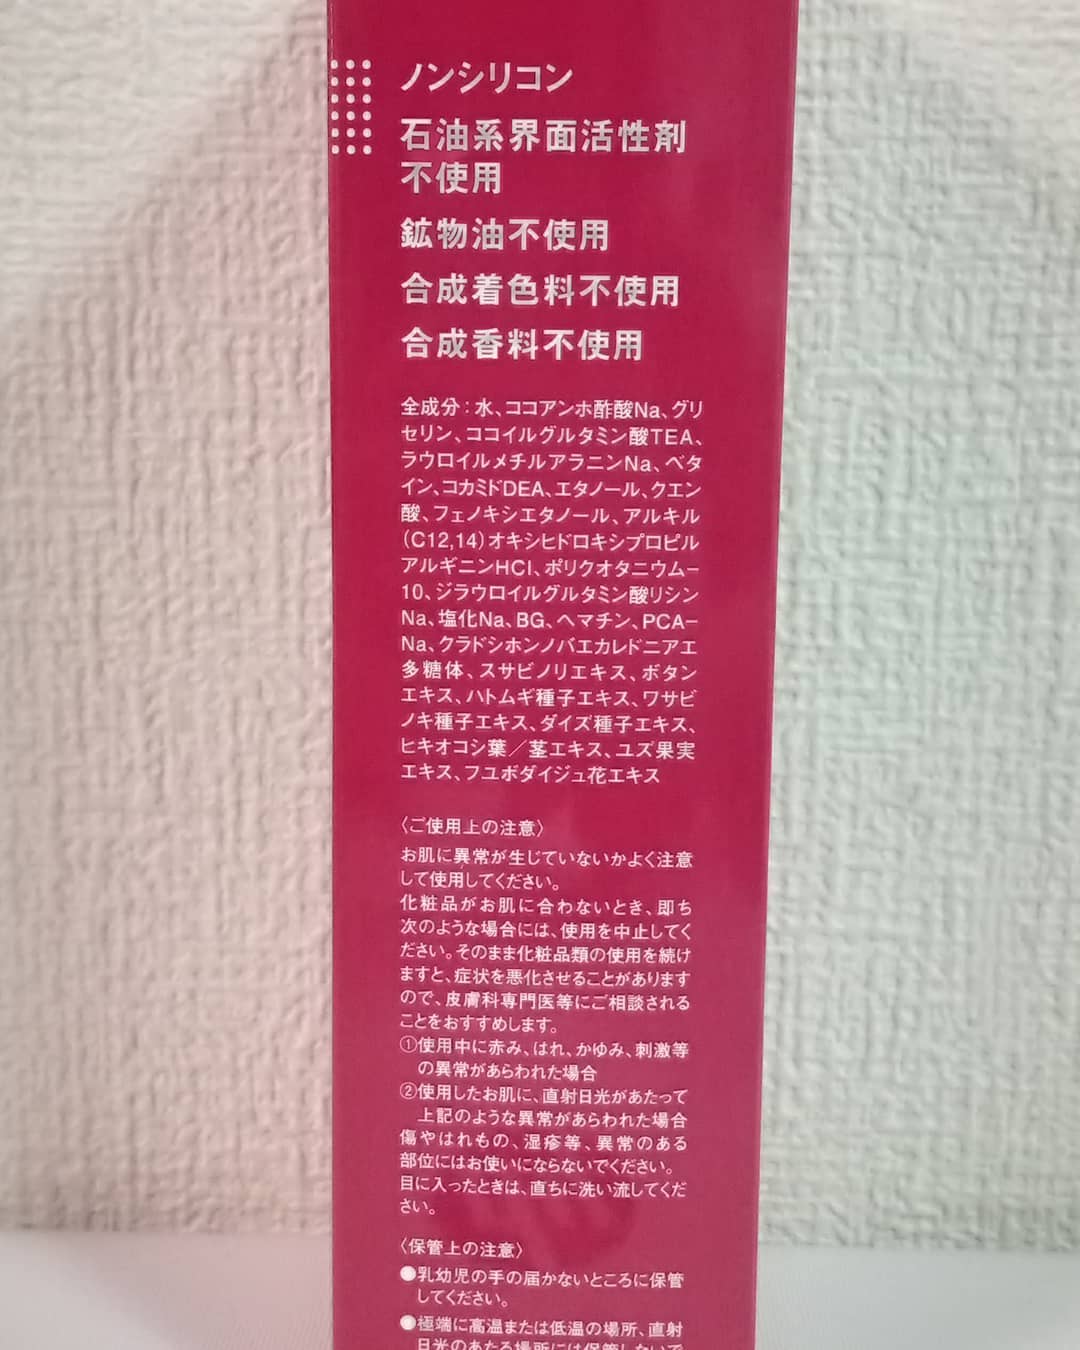 ノンシリコン
石油系界面活性剤
不使用
鉱物油不使用
合成着色料不使用
合成香料不使用
全成分：水、ココアンホ酢酸Na、グリ
セリン、ココイルグルタミン酸TEA、
ラウロイルメチルアラニンNa、ベタ
イン、コカミドDEA、エタノール、クエン
酸、フェノキシエタノール、アルキル
（C12,14）オキシヒドロキシプロピル
アルギニンHCl、ポリクオタニウム-
10、ジラウロイルグルタミン酸リシン
Na、塩化Na、BG、ヘマチン、PCA-
Na、クラドシホンノバエカレドニアエ
多糖体、スサビノリエキス、ボタン
エキス、ハトムギ種子エキス、ワサビ
ノキ種子エキス、ダイズ種子エキス、
ヒキオコシ葉／茎エキス、ユズ果実
エキス、フユボダイジュ花エキス
〈ご使用上の注意〉
お肌に異常が生じていないかよく注意
して使用してください。
化粧品がお肌に合わないとき、即ち
次のような場合には、使用を中止してく
ださい。そのまま化粧品類の使用を続け
ますと、症状を悪化させることがあります
ので、皮膚科専門医等にご相談される
ことをおすすめします。
①使用中に赤み、はれ、かゆみ、刺激等
の異常があらわれた場合
②使用したお肌に、直射日光があたって
上記のような異常があらわれた場合
傷やはれもの、湿疹等、異常のある
部位にはお使いにならないでください。
目に入ったときは、直ちに洗い流してくだ
さい。
〈保管上の注意〉
●乳幼児の手の届かないところに保管
してください。
●極端に高温または低温の場所、直射
日光のあたる場所には保管しないで